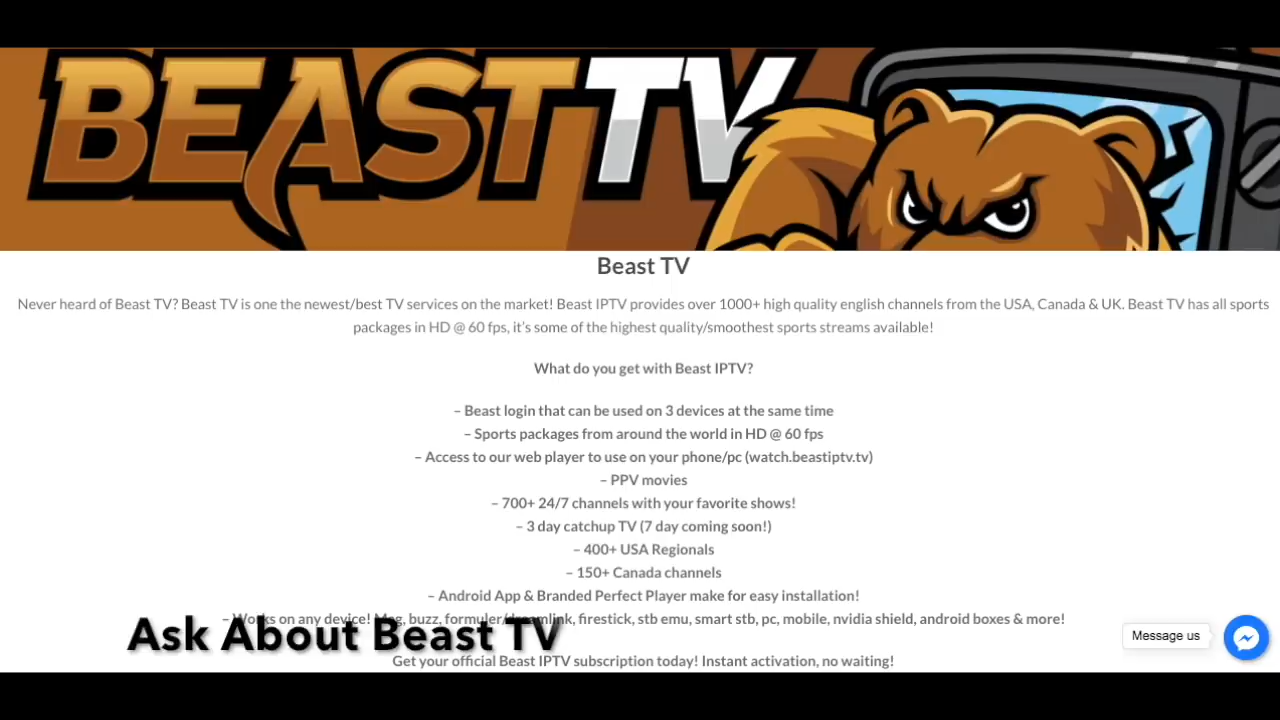 BEASTTV
Beast TV
Never heard of Beast TV? Beast TV is one the newest/best TV services on the market! Beast IPTV provides over 1000+ high quality english channels from the USA, Canada & UK. Beast TV has all sports
packages in HD @ 60 fps, it's some of the highest quality/smoothest sports streams available!
What do you get with Beast IPTV?
– Beast login that can be used on 3 devices at the same time
– Sports packages from around the world in HD @ 60 fps
– Access to our web player to use on your phone/pc (watch.beastiptv.tv)
– PPV movies
– 700+ 24/7 channels with your favorite shows!
– 3 day catchup TV (7 day coming soon!)
– 400+ USA Regionals
– 150+ Canada channels
– Android App & Branded Perfect Player make for easy installation!
– Works on any device! Mag, buzz, formuler/dreamlink, firestick, stb emu, smart stb, pc, mobile, nvidia shield, android boxes & more!
Ask About Beast TV
Message us
Get your official Beast IPTV subscription today! Instant activation, no waiting!